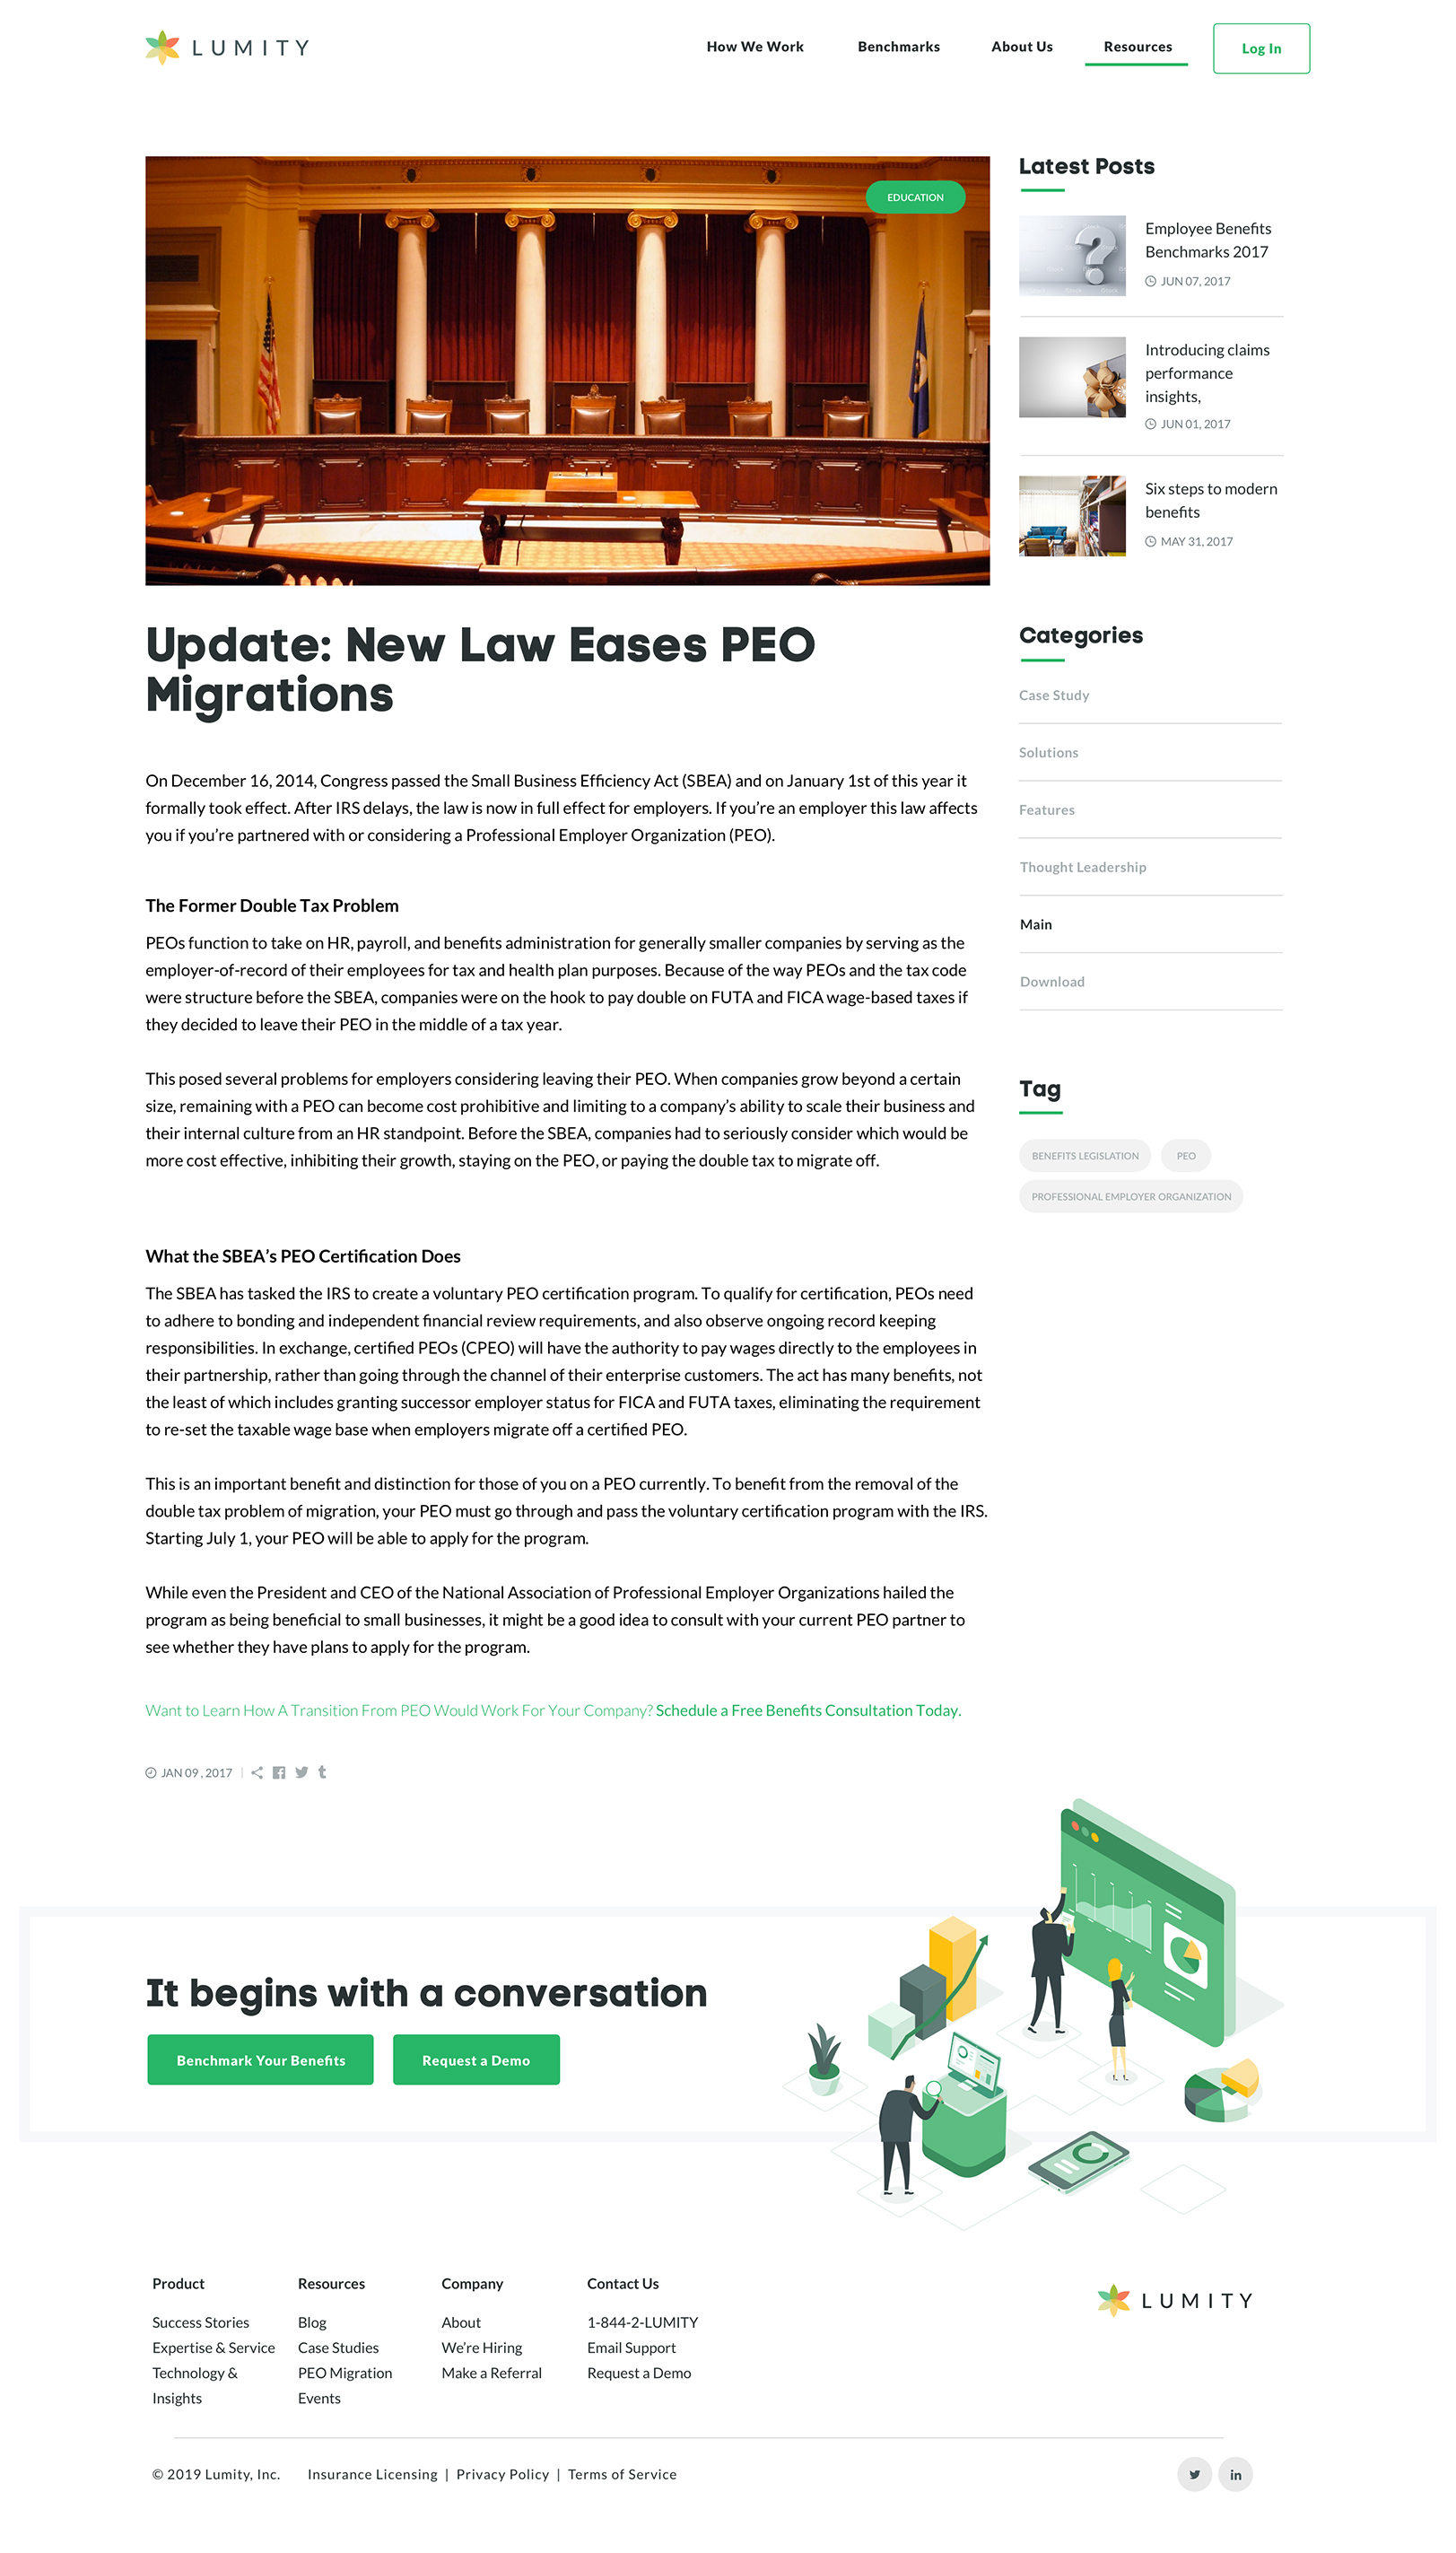 LUMITY
How We Work
Benchmarks
About Us
Resources
Log In
EDUCATION
Update: New Law Eases PEO
Migrations
On December 16, 2014, Congress passed the Small Business Efficiency Act (SBEA) and on January 1st of this year it
formally took effect. After IRS delays, the law is now in full effect for employers. If you’re an employer this law affects
you if you’re partnered with or considering a Professional Employer Organization (PEO).
The Former Double Tax Problem
PEOs function to take on HR, payroll, and benefits administration for generally smaller companies by serving as the
employer-of-record of their employees for tax and health plan purposes. Because of the way PEOs and the tax code
were structure before the SBEA, companies were on the hook to pay double on FUTA and FICA wage-based taxes if
they decided to leave their PEO in the middle of a tax year.
This posed several problems for employers considering leaving their PEO. When companies grow beyond a certain
size, remaining with a PEO can become cost prohibitive and limiting to a company’s ability to scale their business and
their internal culture from an HR standpoint. Before the SBEA, companies had to seriously consider which would be
more cost effective, inhibiting their growth, staying on the PEO, or paying the double tax to migrate off.
What the SBEA’s PEO Certification Does
The SBEA has tasked the IRS to create a voluntary PEO certification program. To qualify for certification, PEOs need
to adhere to bonding and independent financial review requirements, and also observe ongoing record keeping
responsibilities. In exchange, certified PEOs (CPEO) will have the authority to pay wages directly to the employees in
their partnership, rather than going through the channel of their enterprise customers. The act has many benefits, not
the least of which includes granting successor employer status for FICA and FUTA taxes, eliminating the requirement
to re-set the taxable wage base when employers migrate off a certified PEO.
This is an important benefit and distinction for those of you on a PEO currently. To benefit from the removal of the
double tax problem of migration, your PEO must go through and pass the voluntary certification program with the IRS.
Starting July 1, your PEO will be able to apply for the program.
While even the President and CEO of the National Association of Professional Employer Organizations hailed the
program as being beneficial to small businesses, it might be a good idea to consult with your current PEO partner to
see whether they have plans to apply for the program.
Want to Learn How A Transition From PEO Would Work For Your Company? Schedule a Free Benefits Consultation Today.
JAN 09 , 2017
Latest Posts
Employee Benefits
Benchmarks 2017
JUN 07, 2017
Introducing claims
performance
insights,
JUN 01, 2017
Six steps to modern
benefits
MAY 31, 2017
Categories
Case Study
Solutions
Features
Thought Leadership
Main
Download
Tag
BENEFITS LEGISLATION
PEO
PROFESSIONAL EMPLOYER ORGANIZATION
It begins with a conversation
Benchmark Your Benefits
Request a Demo
Product
Success Stories
Expertise & Service
Technology &
Insights
Resources
Blog
Case Studies
PEO Migration
Events
Company
About
We’re Hiring
Make a Referral
Contact Us
1-844-2-LUMITY
Email Support
Request a Demo
LUMITY
© 2019 Lumity, Inc.
Insurance Licensing | Privacy Policy | Terms of Service